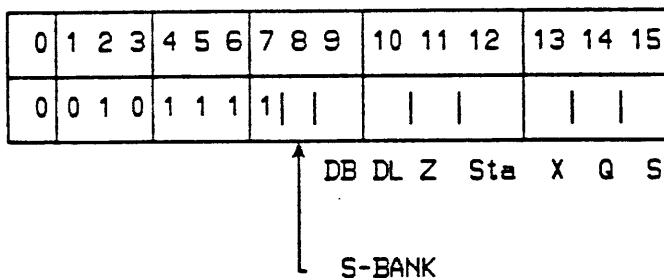 0 1 2 3 4 5 6 7 8 9 10 11 12 13 14 15
0 0 1 0 1 1 1 1 | | | | | |
DB DL Z Sta X Q S
S-BANK